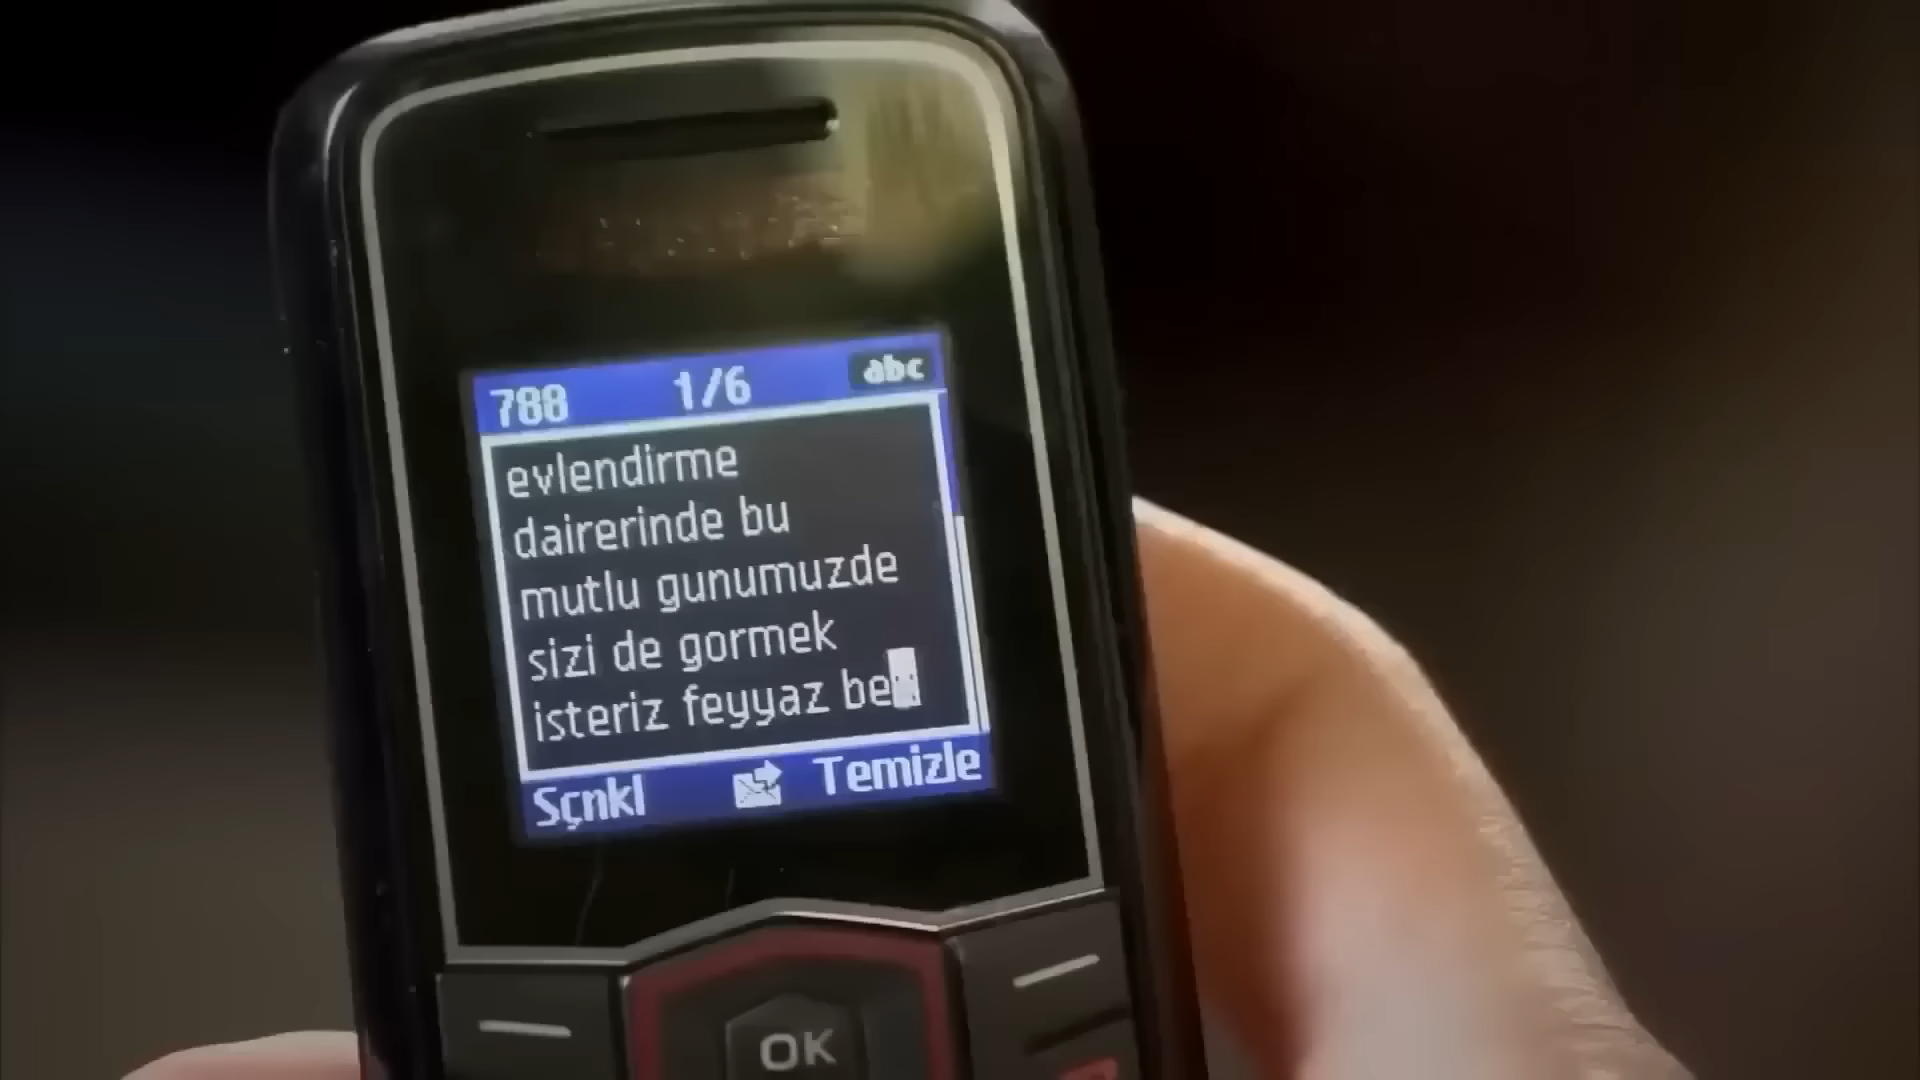 788 1/6 abc
evlendirme
dairerinde bu
mutlu gunumuzde
sizi de gormek
isteriz feyyaz be
Sçnkl Temizle
OK